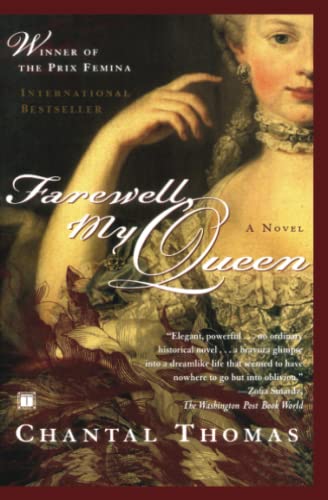 WINNER OF
THE PRIX FEMINA
INTERNATIONAL
BESTSELLER
Farewell,
My Queen
A NOVEL
"Elegant, powerful . . . no ordinary
historical novel . . . a bravura glimpse
into a dreamlike life that seemed to have
nowhere to go but into oblivion."
—Zofia Smardz,
The Washington Post Book World
CHANTAL THOMAS